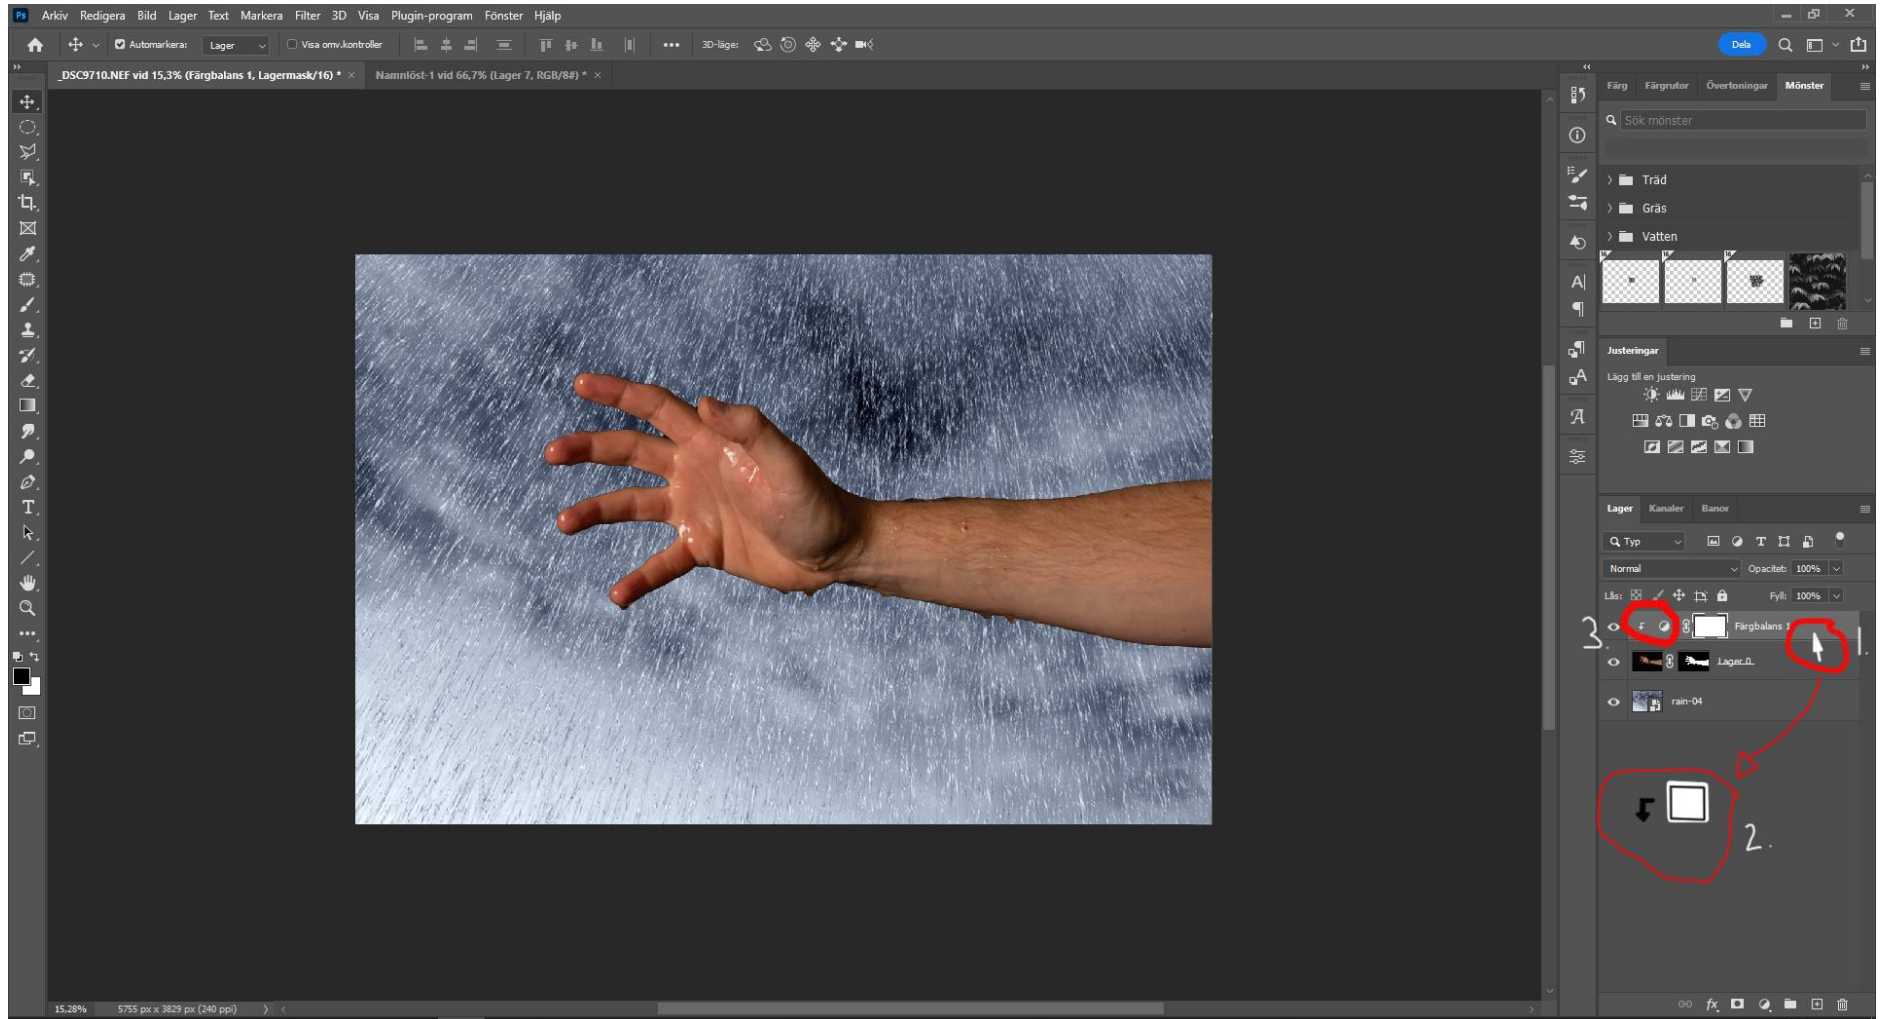 Ps Arkiv Redigera Bild Lager Text Markera Filter 3D Visa Plugin-program Fönster Hjälp
Automarkera: Lager Visa omv.kontroller 3D-läge: Dela
_DSC9710.NEF vid 15,3% (Färgbalans 1, Lagermask/16) * × Namnlöst-1 vid 66,7% (Lager 7, RGB/8#) * ×
Färg Färgrutor Övertoningar Mönster
Sök mönster
Träd
Gräs
Vatten
Justeringar
Lägg till en justering
Lager Kanaler Banor
Typ
Normal Opacitet: 100%
Lås: Fyll: 100%
3. Färgbalans 1 1.
Lager 0
rain-04
2.
fx
15,28% 5755 px x 3829 px (240 ppi)